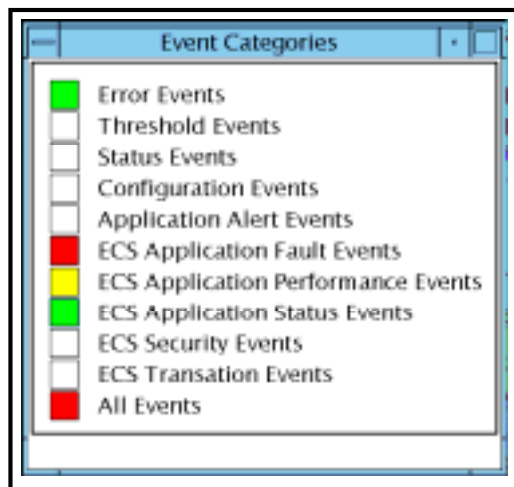 Event Categories
Error Events
Threshold Events
Status Events
Configuration Events
Application Alert Events
ECS Application Fault Events
ECS Application Performance Events
ECS Application Status Events
ECS Security Events
ECS Transation Events
All Events